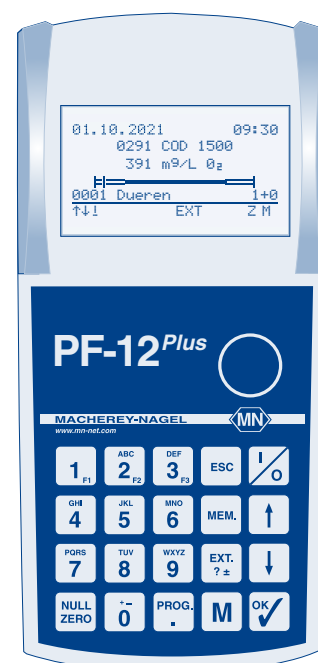 01.10.2021 09:30
0291 COD 1500
391 mg/L O₂
0001 Dueren 1+0
↑↓! EXT Z M
PF-12 Plus
MACHEREY-NAGEL MN
www.mn-net.com
1 F1 ABC 2 F2 DEF 3 F3 ESC I/O
GHI 4 JKL 5 MNO 6 MEM. ↑
PQRS 7 TUV 8 WXYZ 9 EXT. ? ± ↓
NULL ZERO +- 0 PROG. . M OK ✓